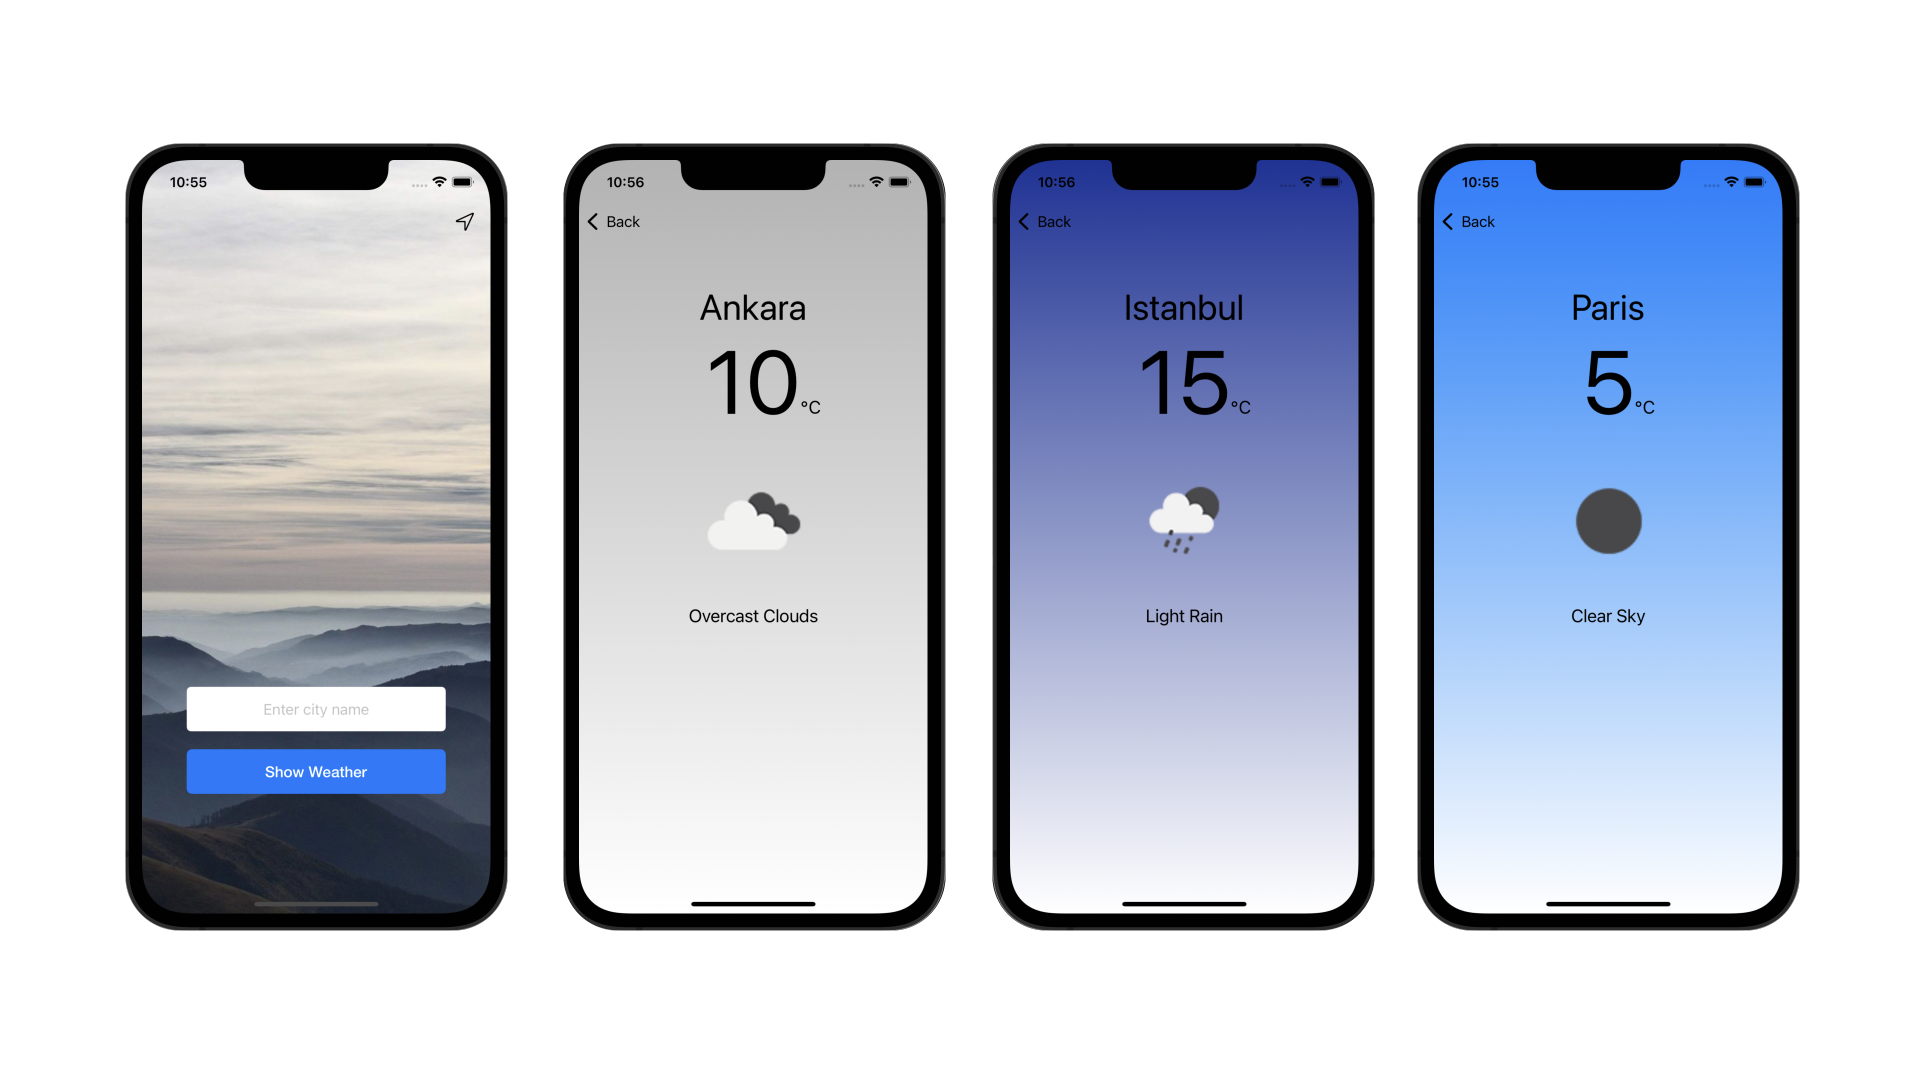 10:55
Enter city name
Show Weather
10:56
Back
Ankara
10 °C
Overcast Clouds
10:56
Back
Istanbul
15 °C
Light Rain
10:55
Back
Paris
5 °C
Clear Sky